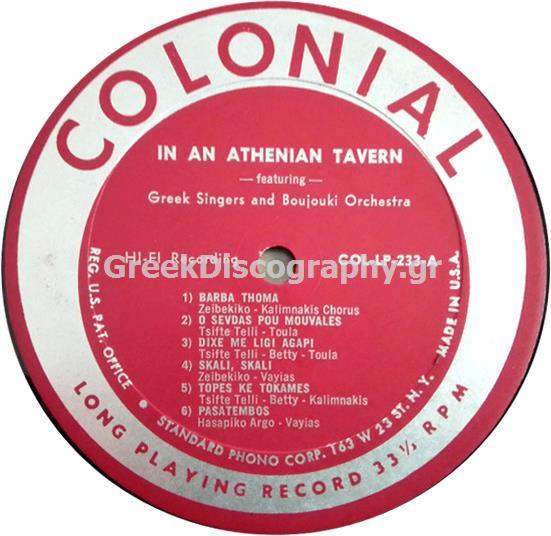 COLONIAL
IN AN ATHENIAN TAVERN
— featuring —
Greek Singers and Boujouki Orchestra
HI-FI Recording
COL-LP-233-A
GreekDiscography.gr
1) BARBA THOMA
Zeibekiko - Kalimnakis Chorus
2) O SEVDAS POU MOUVALES
Tsifte Telli - Toula
3) DIXE ME LIGI AGAPI
Tsifte Telli - Betty - Toula
4) SKALI, SKALI
Zeibekiko - Vayias
5) TOPES KE TOKAMES
Tsifte Telli - Betty - Kalimnakis
6) PASATEMBOS
Hasapiko Argo - Vayias
REG. U.S. PAT. OFFICE • STANDARD PHONO CORP. 163 W 23 ST. N. Y. MADE IN U.S.A.
LONG PLAYING RECORD 33⅓ RPM